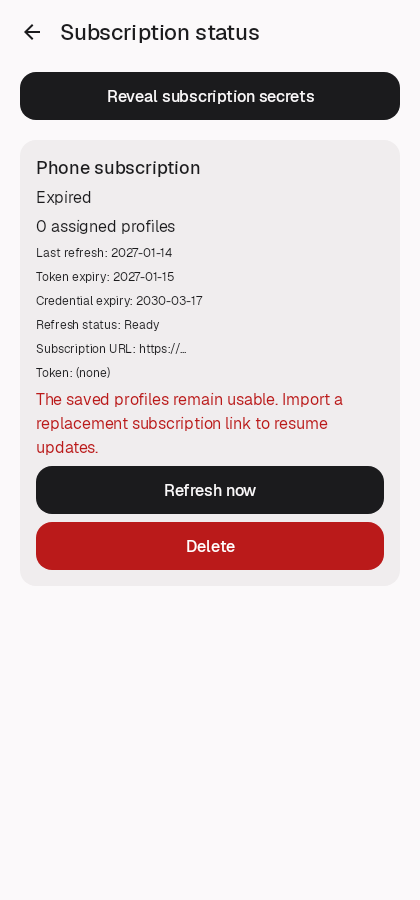 Subscription status
Reveal subscription secrets
Phone subscription
Expired
0 assigned profiles
Last refresh: 2027-01-14
Token expiry: 2027-01-15
Credential expiry: 2030-03-17
Refresh status: Ready
Subscription URL: https://…
Token: (none)
The saved profiles remain usable. Import a
replacement subscription link to resume
updates.
Refresh now
Delete